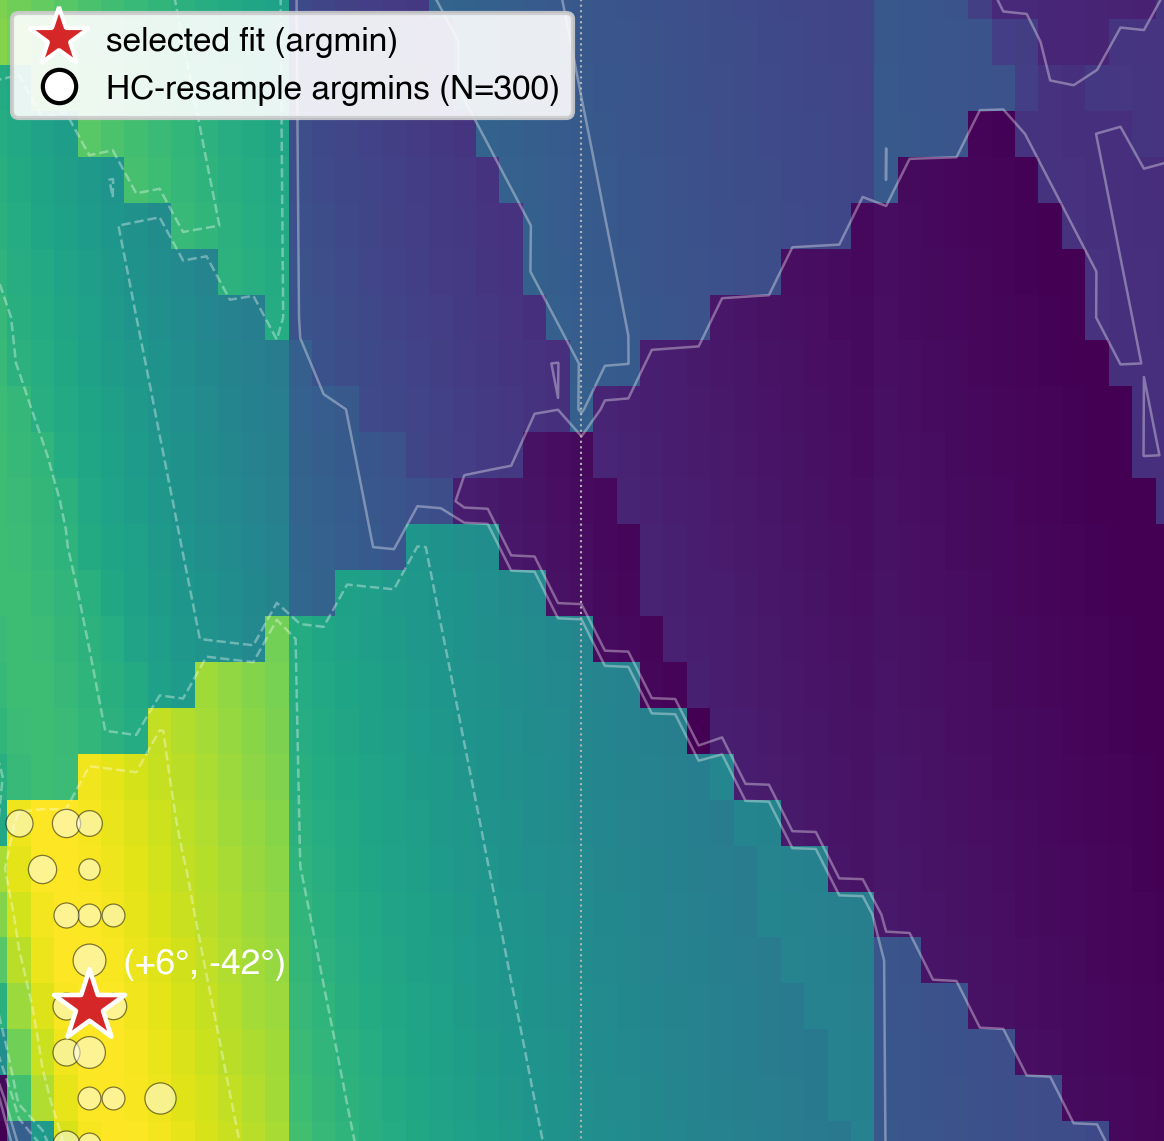 selected fit (argmin)
HC-resample argmins (N=300)
(+6°, -42°)